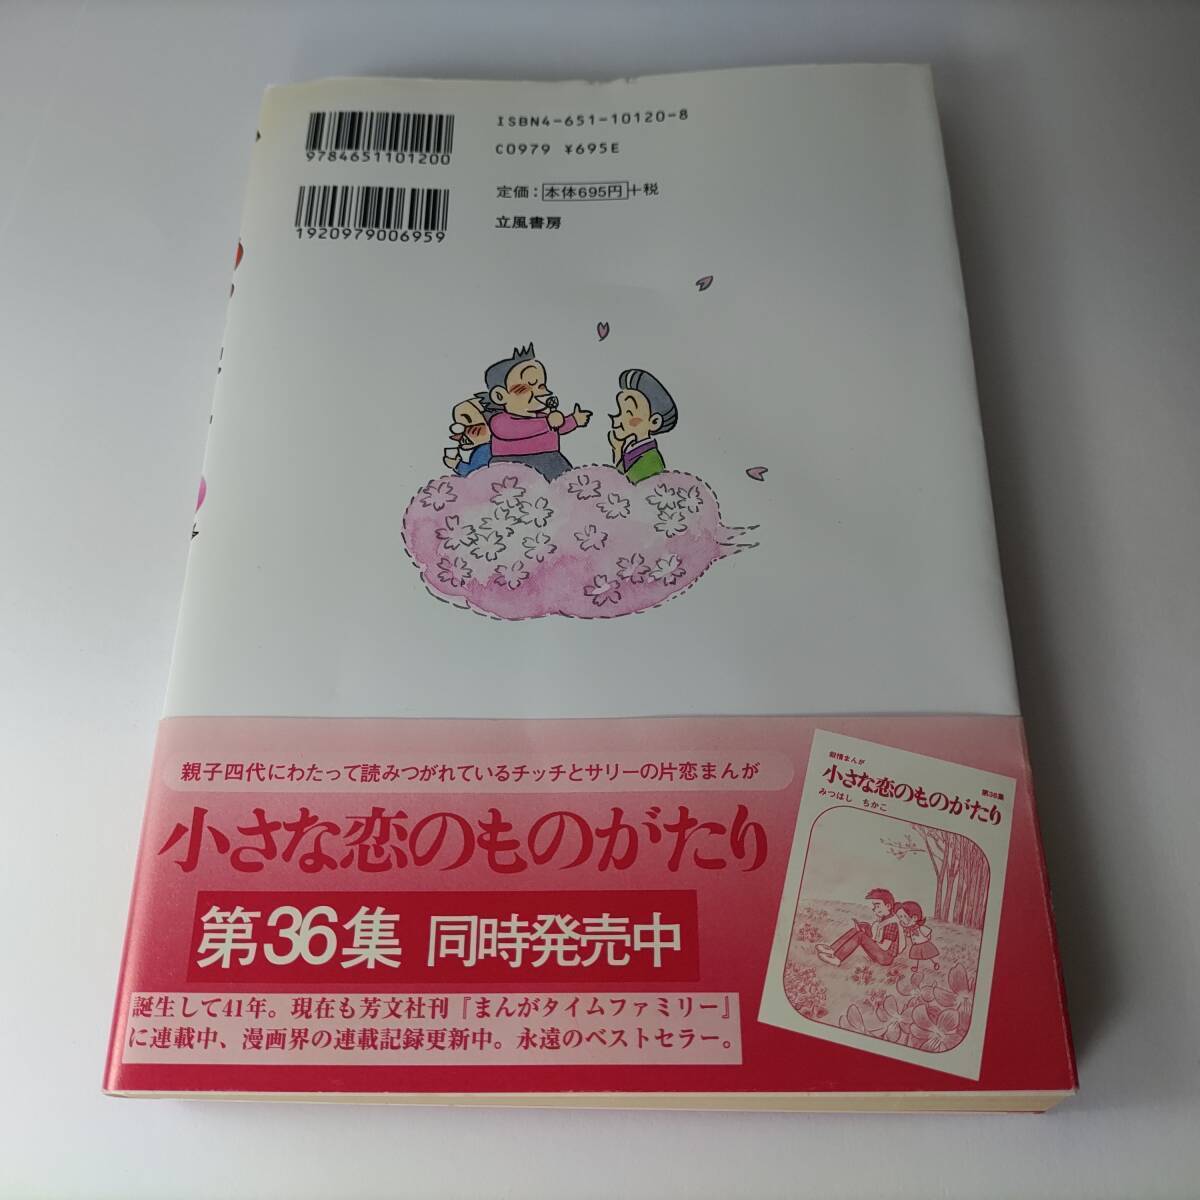 9784651101200
1920979006959
ISBN4-651-10120-8
C0979 ¥695E
定価:本体695円+税
立風書房
親子四代にわたって読みつがれているチッチとサリーの片恋まんが
小さな恋のものがたり
第36集 同時発売中
誕生して41年。現在も芳文社刊『まんがタイムファミリー』
に連載中、漫画界の連載記録更新中。永遠のベストセラー。
叙情まんが
小さな恋のものがたり
第36集
みつはし ちかこ